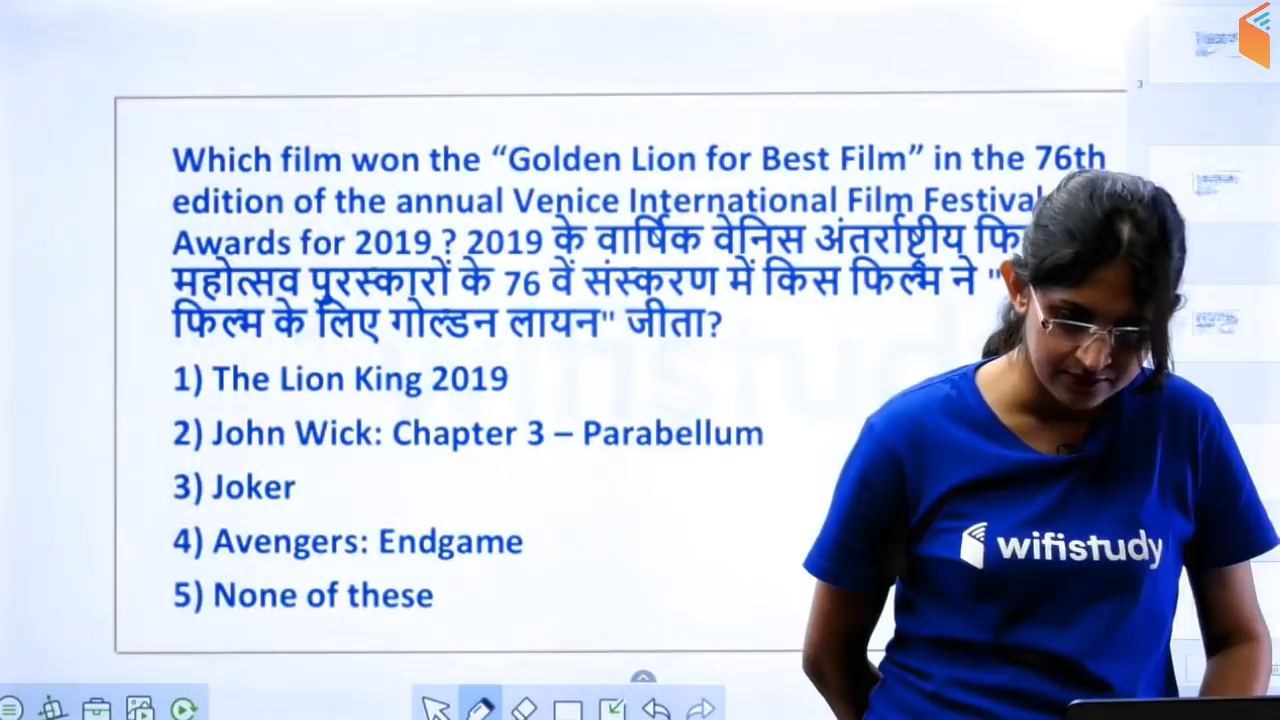 Which film won the “Golden Lion for Best Film” in the 76th
edition of the annual Venice International Film Festival
Awards for 2019 ? 2019 के वार्षिक वेनिस अंतर्राष्ट्रीय
महोत्सव पुरस्कारों के 76 वें संस्करण में किस फिल्म ने "
फिल्म के लिए गोल्डन लायन" जीता?
1) The Lion King 2019
2) John Wick: Chapter 3 – Parabellum
3) Joker
4) Avengers: Endgame
5) None of these
wifistudy
3